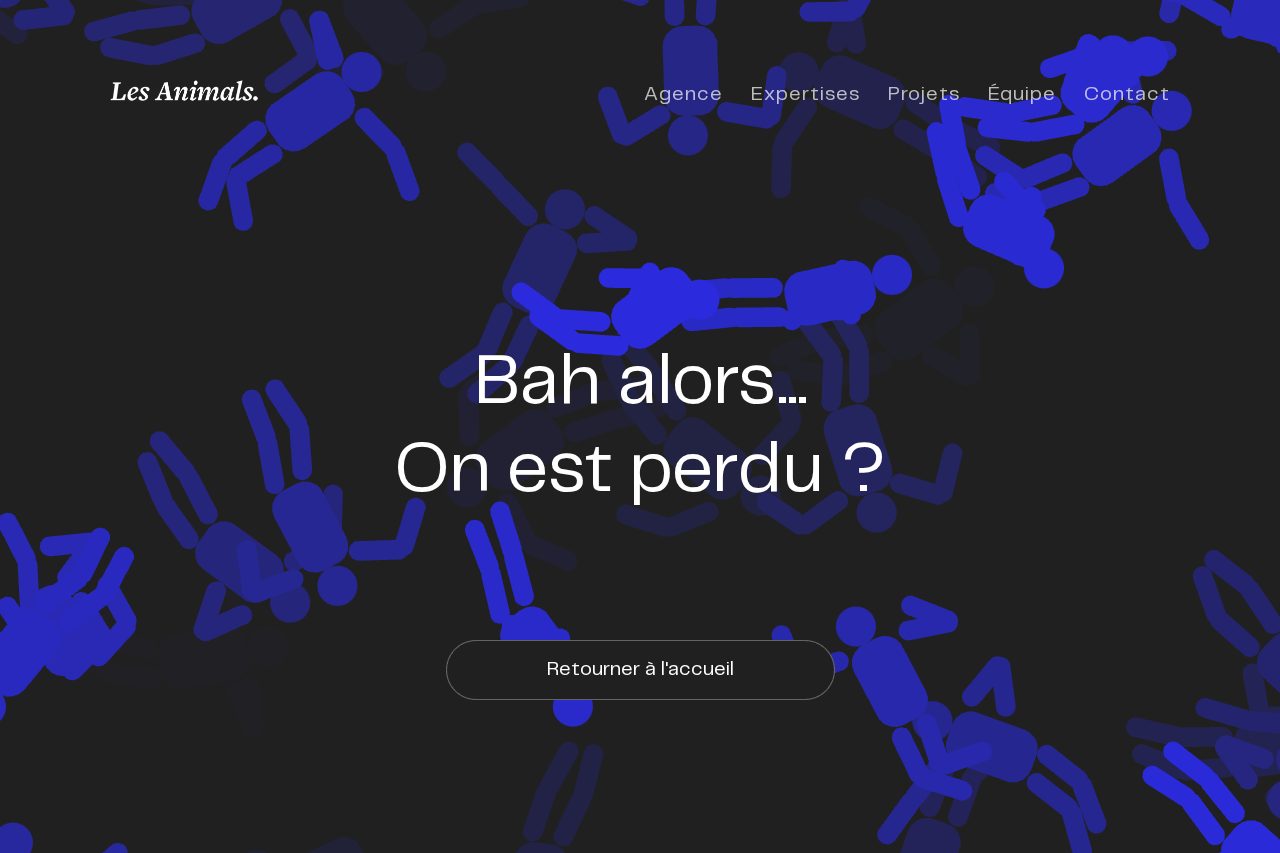 Les Animals.
Agence
Expertises
Projets
Équipe
Contact
Bah alors…
On est perdu ?
Retourner à l'accueil